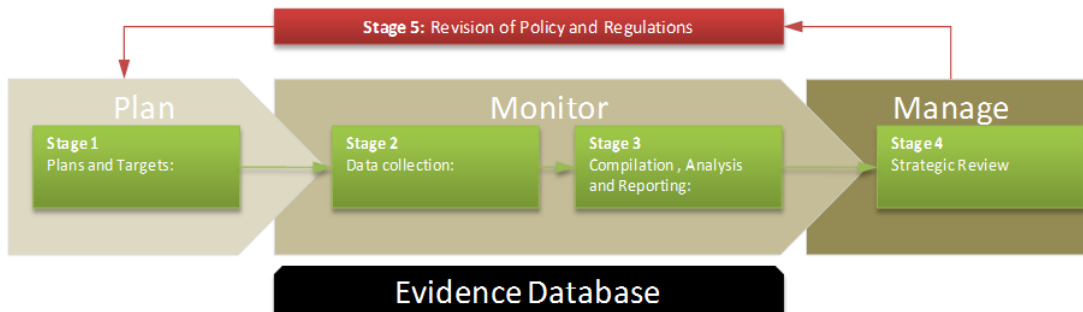 Stage 5: Revision of Policy and Regulations
Plan
Monitor
Manage
Stage 1
Plans and Targets:
Stage 2
Data collection:
Stage 3
Compilation , Analysis
and Reporting:
Stage 4
Strategic Review
Evidence Database